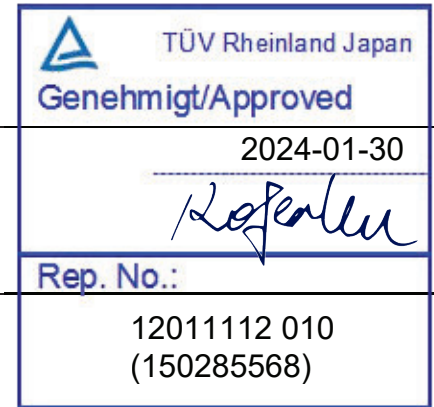 TÜV Rheinland Japan
Genehmigt/Approved
2024-01-30
Rep. No.:
12011112 010
(150285568)